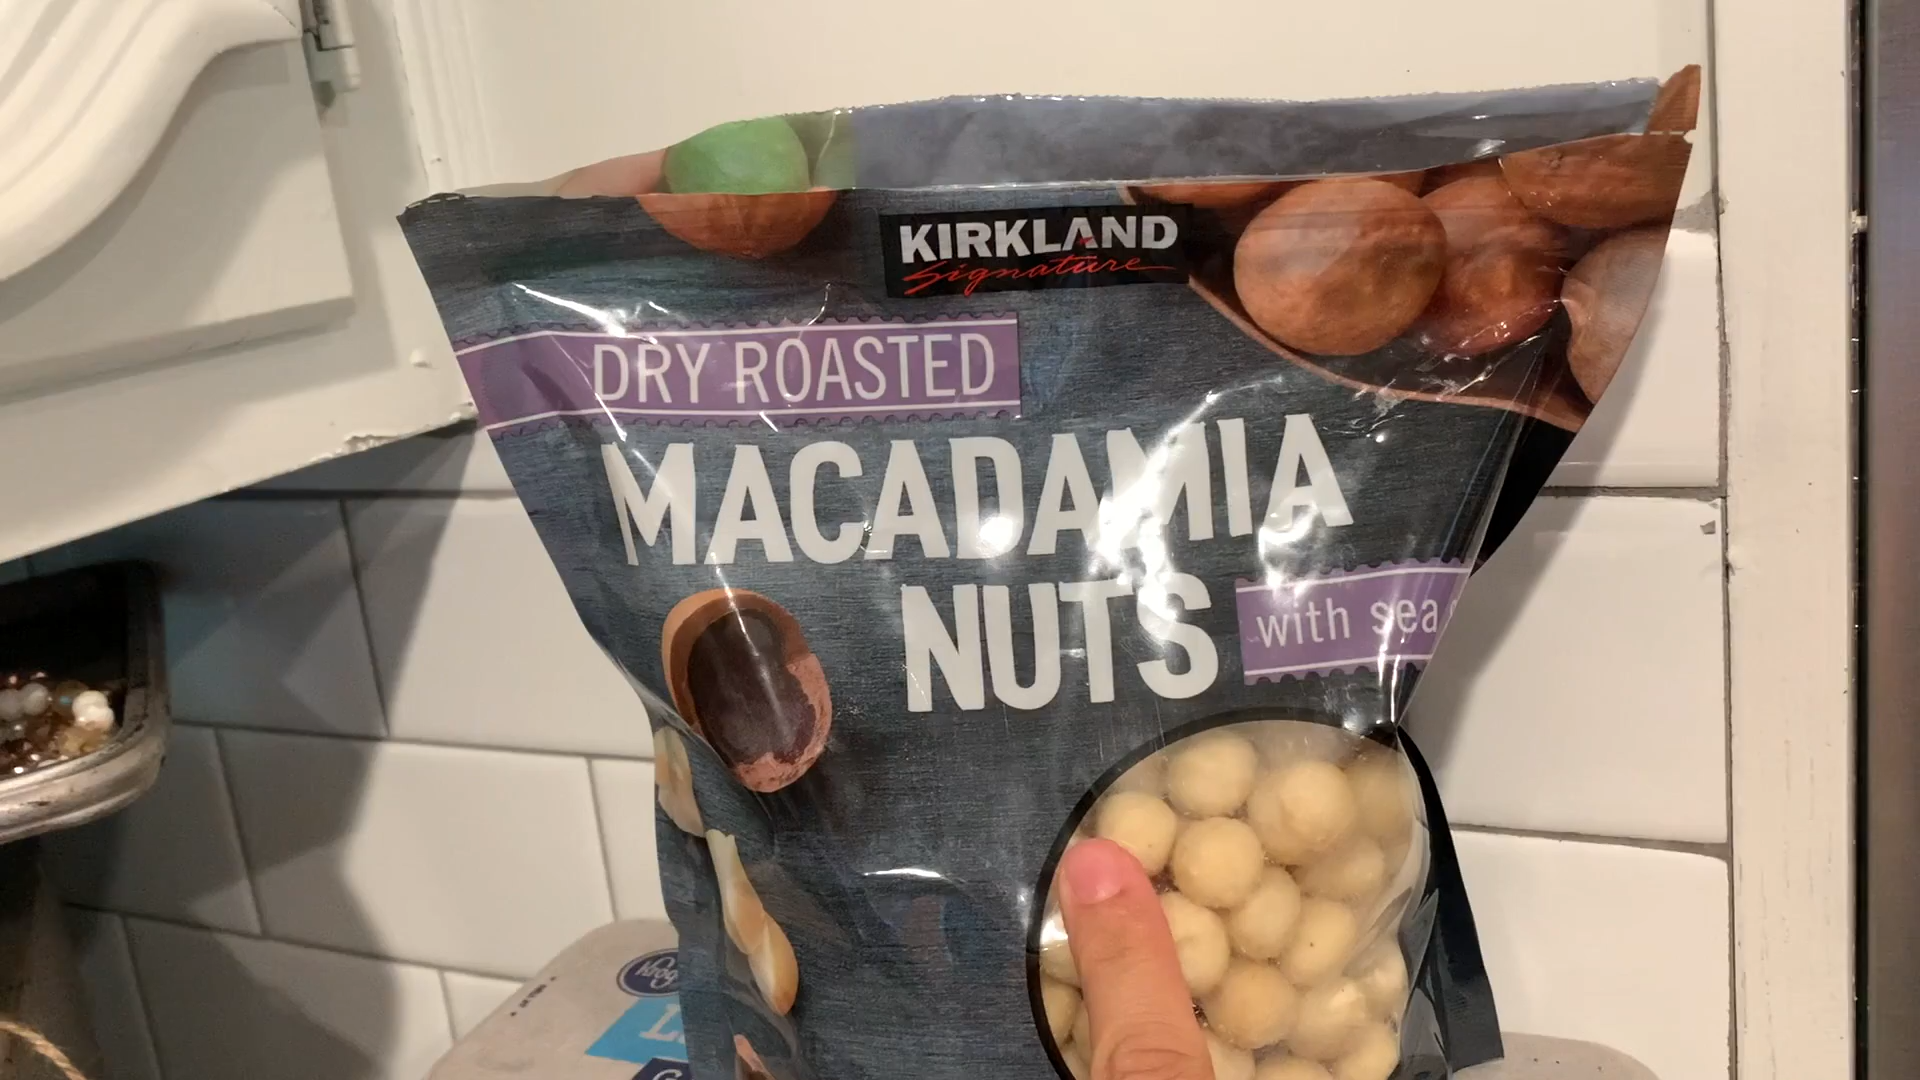 KIRKLAND
Signature
DRY ROASTED
MACADAMIA
NUTS
with sea